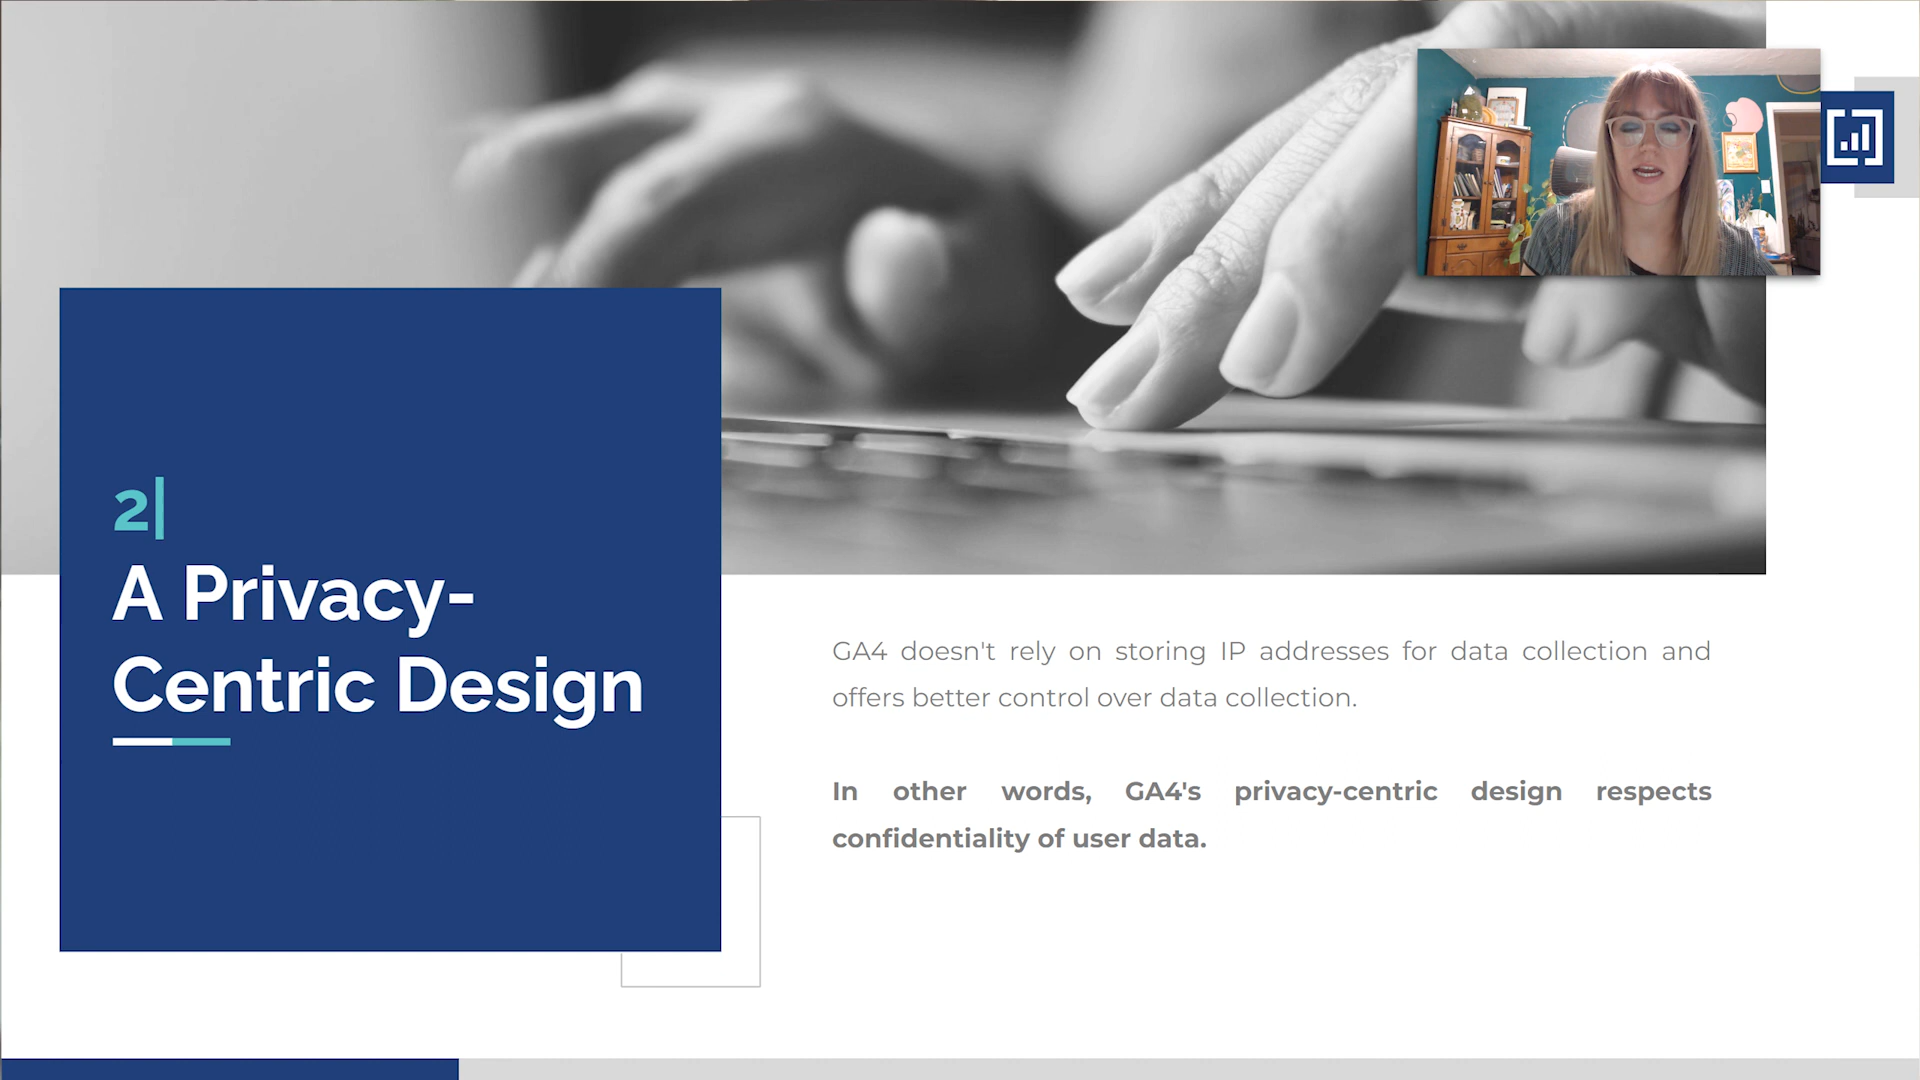 2|
A Privacy-
Centric Design
GA4 doesn't rely on storing IP addresses for data collection and
offers better control over data collection.
In other words, GA4's privacy-centric design respects
confidentiality of user data.